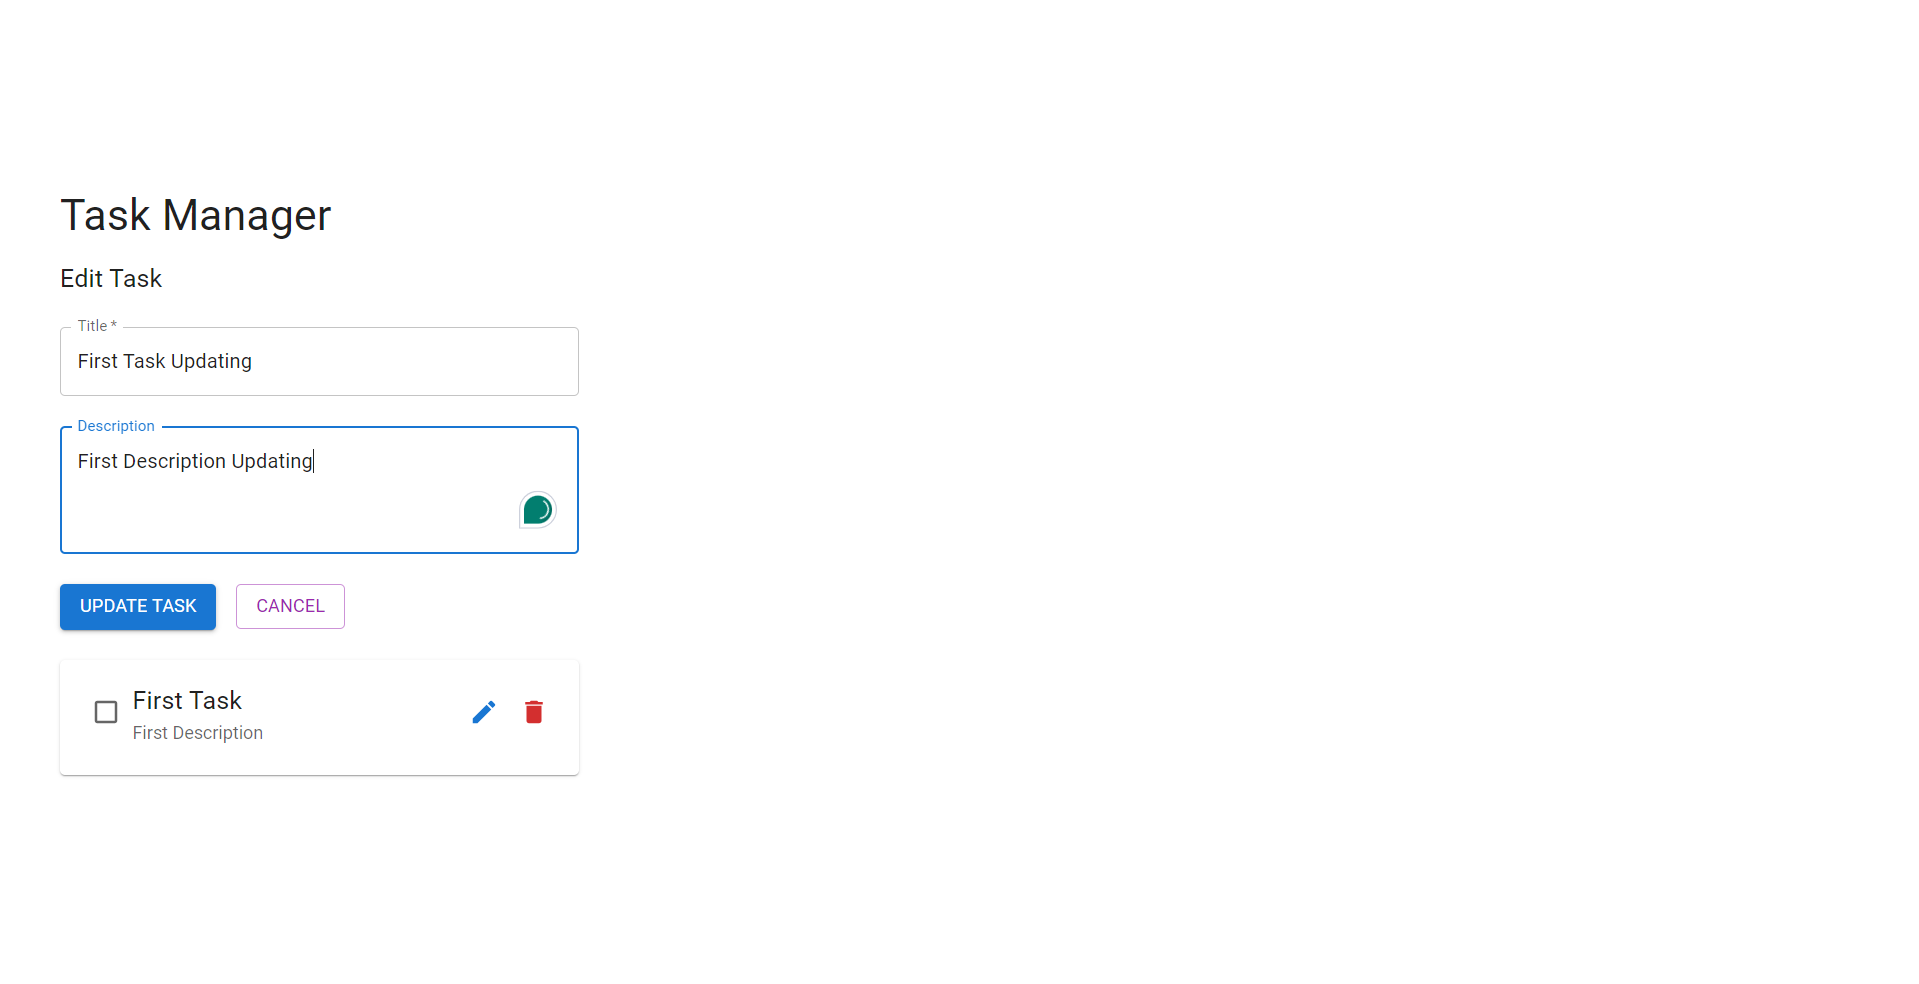 Task Manager
Edit Task
Title *
First Task Updating
Description
First Description Updating
UPDATE TASK
CANCEL
First Task
First Description